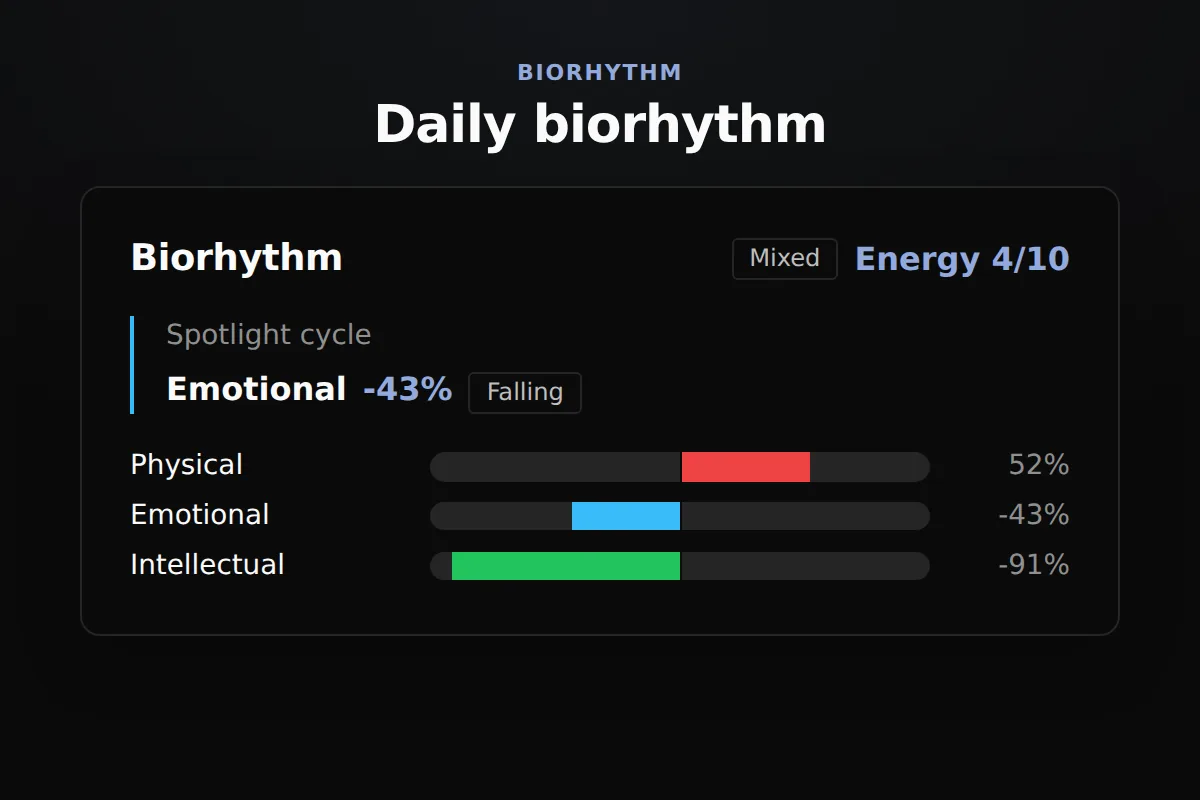 BIORHYTHM
Daily biorhythm
Biorhythm Mixed Energy 4/10
Spotlight cycle
Emotional -43% Falling
Physical 52%
Emotional -43%
Intellectual -91%